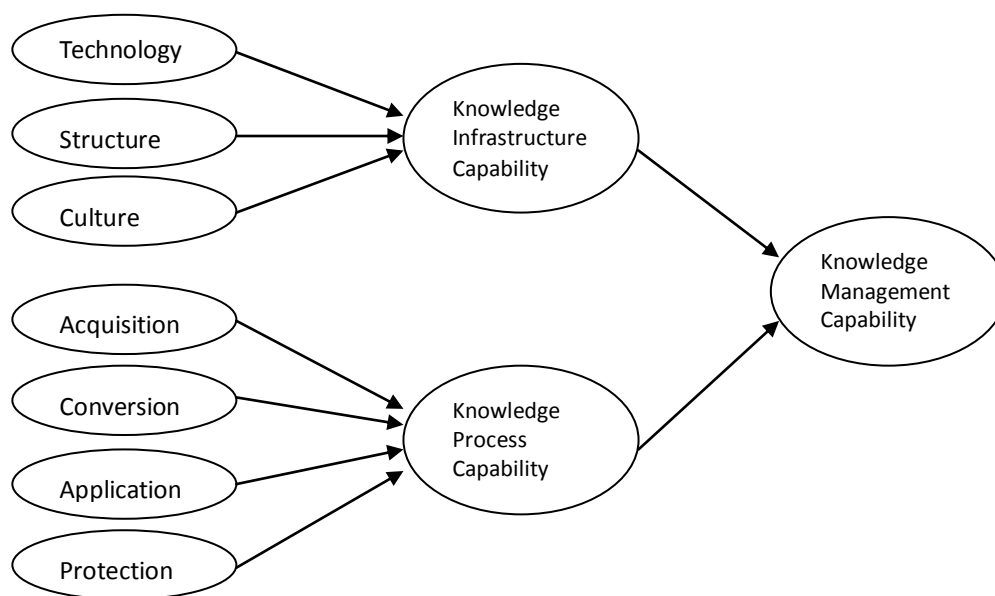 Technology
Structure
Culture
Knowledge
Infrastructure
Capability
Acquisition
Conversion
Application
Protection
Knowledge
Process
Capability
Knowledge
Management
Capability